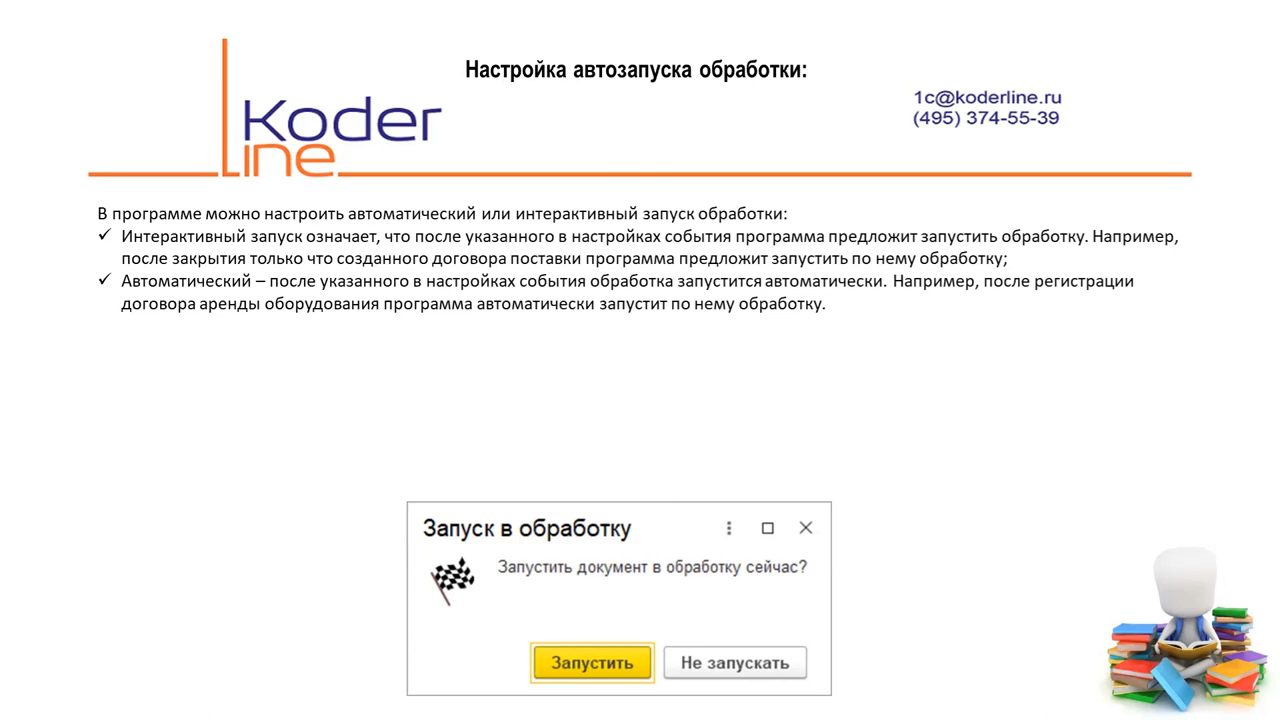 Настройка автозапуска обработки:
Koder
Line
1c@koderline.ru
(495) 374-55-39
В программе можно настроить автоматический или интерактивный запуск обработки:
✓ Интерактивный запуск означает, что после указанного в настройках события программа предложит запустить обработку. Например,
после закрытия только что созданного договора поставки программа предложит запустить по нему обработку;
✓ Автоматический – после указанного в настройках события обработка запустится автоматически. Например, после регистрации
договора аренды оборудования программа автоматически запустит по нему обработку.
Запуск в обработку
Запустить документ в обработку сейчас?
Запустить
Не запускать